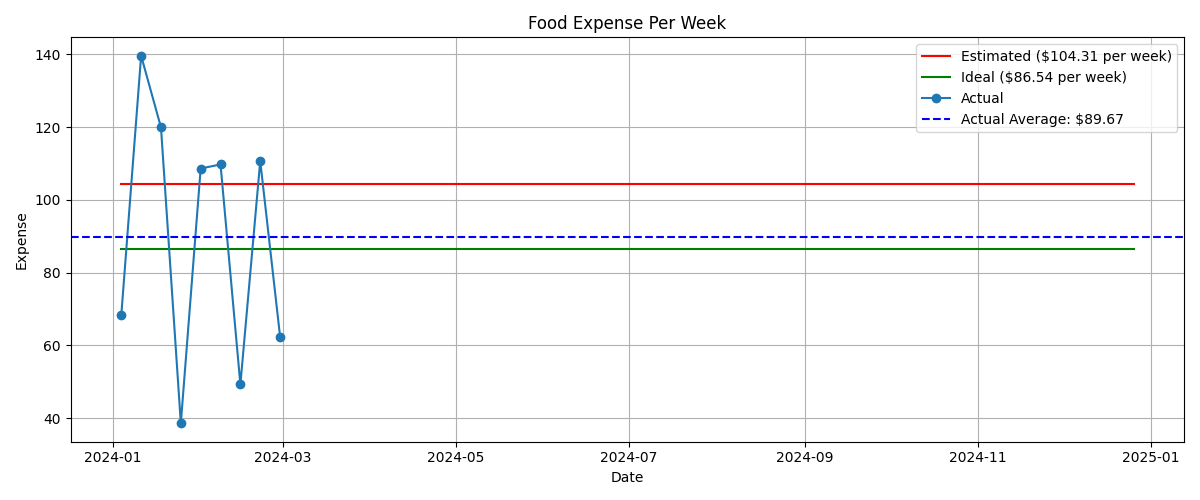 Food Expense Per Week
Estimated ($104.31 per week)
Ideal ($86.54 per week)
Actual
Actual Average: $89.67
Expense
140
120
100
80
60
40
2024-01 2024-03 2024-05 2024-07 2024-09 2024-11 2025-01
Date